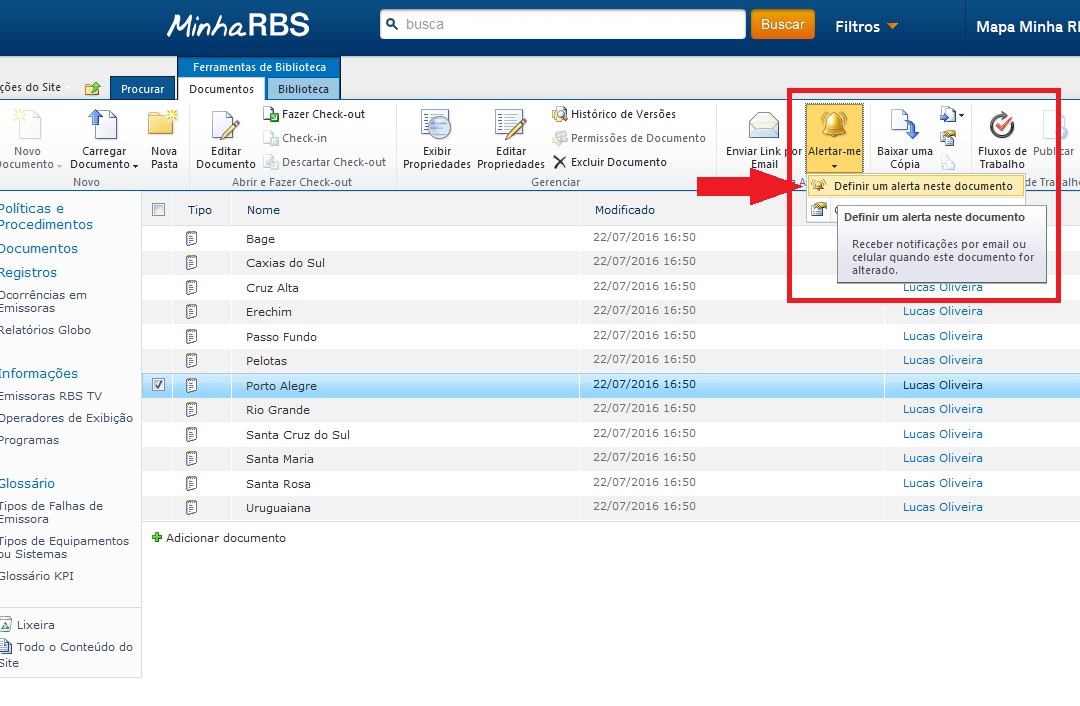 MinhaRBS
busca
Buscar
Filtros
Mapa Minha
ções do Site
Procurar
Ferramentas de Biblioteca
Documentos
Biblioteca
Novo
Documento
Carregar
Documento
Nova
Pasta
Novo
Editar
Documento
Fazer Check-out
Check-in
Descartar Check-out
Abrir e Fazer Check-out
Exibir
Propriedades
Editar
Propriedades
Histórico de Versões
Permissões de Documento
Excluir Documento
Gerenciar
Enviar Link por
Email
Alertar-me
Baixar uma
Cópia
Fluxos de
Trabalho
Publicar
de Trabalho
Definir um alerta neste documento
Definir um alerta neste documento
Receber notificações por email ou
celular quando este documento for
alterado.
Políticas e
Procedimentos
Documentos
Registros
Ocorrências em
Emissoras
Relatórios Globo
Informações
Emissoras RBS TV
Operadores de Exibição
Programas
Glossário
Tipos de Falhas de
Emissora
Tipos de Equipamentos
ou Sistemas
Glossário KPI
Lixeira
Todo o Conteúdo do
Site
Tipo Nome Modificado
Bage 22/07/2016 16:50
Caxias do Sul 22/07/2016 16:50
Cruz Alta 22/07/2016 16:50 Lucas Oliveira
Erechim 22/07/2016 16:50 Lucas Oliveira
Passo Fundo 22/07/2016 16:50 Lucas Oliveira
Pelotas 22/07/2016 16:50 Lucas Oliveira
Porto Alegre 22/07/2016 16:50 Lucas Oliveira
Rio Grande 22/07/2016 16:50 Lucas Oliveira
Santa Cruz do Sul 22/07/2016 16:50 Lucas Oliveira
Santa Maria 22/07/2016 16:50 Lucas Oliveira
Santa Rosa 22/07/2016 16:50 Lucas Oliveira
Uruguaiana 22/07/2016 16:50 Lucas Oliveira
Adicionar documento